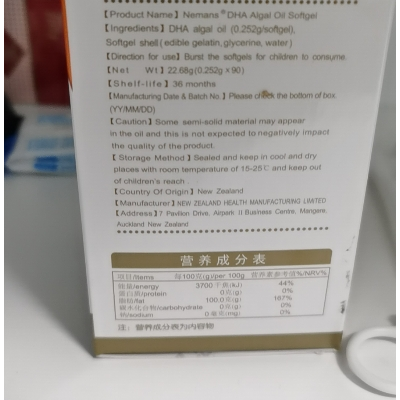 【Product Name】 Nemans® DHA Algal Oil Softgel
【Ingredients】 DHA algal oil (0.252g/softgel),
Softgel shell (edible gelatin, glycerine, water)
【Direction for use】 Burst the softgels for children to consume.
【Net Wt】 22.68g(0.252g×90)
【Shelf-life】 36 months
【Manufacturing Date & Batch No.】 Please check the bottom of box.
(YY/MM/DD)
【Caution】 Some semi-solid material may appear
in the oil and this is not expected to negatively impact
the quality of the product.
【Storage Method】 Sealed and keep in cool and dry
places with room temperature of 15-25℃ and keep out
of children's reach.
【Country Of Origin】 New Zealand
【Manufacturer】 NEW ZEALAND HEALTH MANUFACTURING LIMITED
【Address】 7 Pavilion Drive, Airpark II Business Centre, Mangere,
Auckland New Zealand
营养成分表
项目/Items 每100克(g)/per 100g 营养素参考值%/NRV%
能量/energy 3700千焦(kJ) 44%
蛋白质/protein 0克(g) 0%
脂肪/fat 100.0克(g) 167%
碳水化合物/carbohydrate 0克(g) 0%
钠/sodium 0毫克(mg) 0%
注：营养成分表为内容物